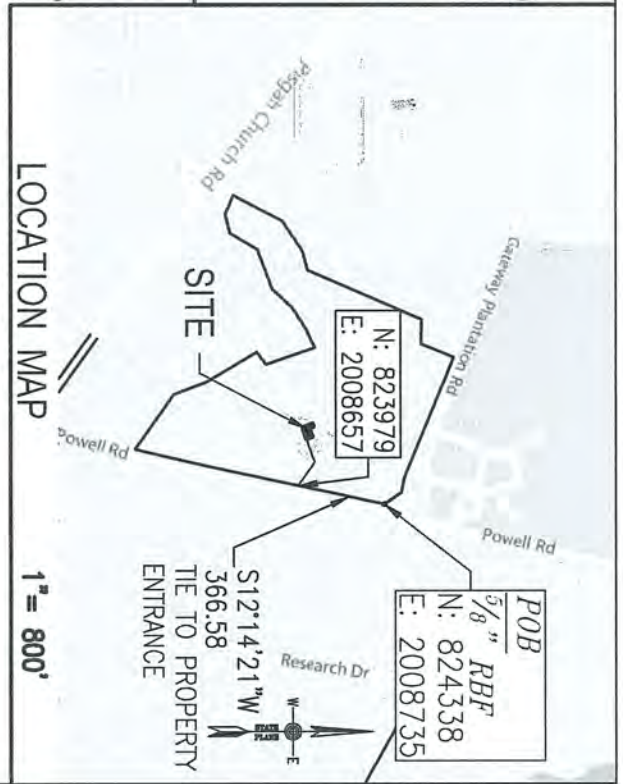 Pisgah Church Rd
Gateway Plantation Rd
N: 823979
E: 2008657
SITE
POB
5/8" RBF
N: 824338
E: 2008735
Powell Rd
Powell Rd
S12°14'21"W
366.58
TIE TO PROPERTY
ENTRANCE
Research Dr
W
E
STATE
PLANE
LOCATION MAP
1"= 800'